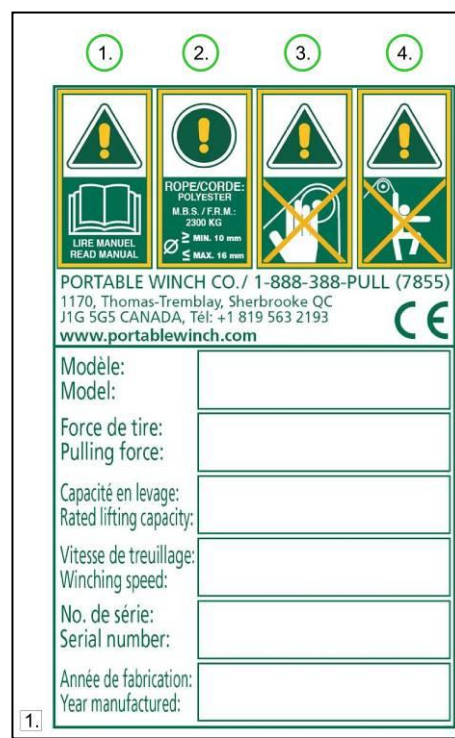 1.
2.
3.
4.
LIRE MANUEL
READ MANUAL
ROPE/CORDE:
POLYESTER
M.B.S. / F.R.M.:
2300 KG
Ø ≥ MIN. 10 mm
≤ MAX. 16 mm
PORTABLE WINCH CO./ 1-888-388-PULL (7855)
1170, Thomas-Tremblay, Sherbrooke QC
J1G 5G5 CANADA, Tél: +1 819 563 2193
www.portablewinch.com
CE
Modèle:
Model:
Force de tire:
Pulling force:
Capacité en levage:
Rated lifting capacity:
Vitesse de treuillage:
Winching speed:
No. de série:
Serial number:
Année de fabrication:
Year manufactured:
1.